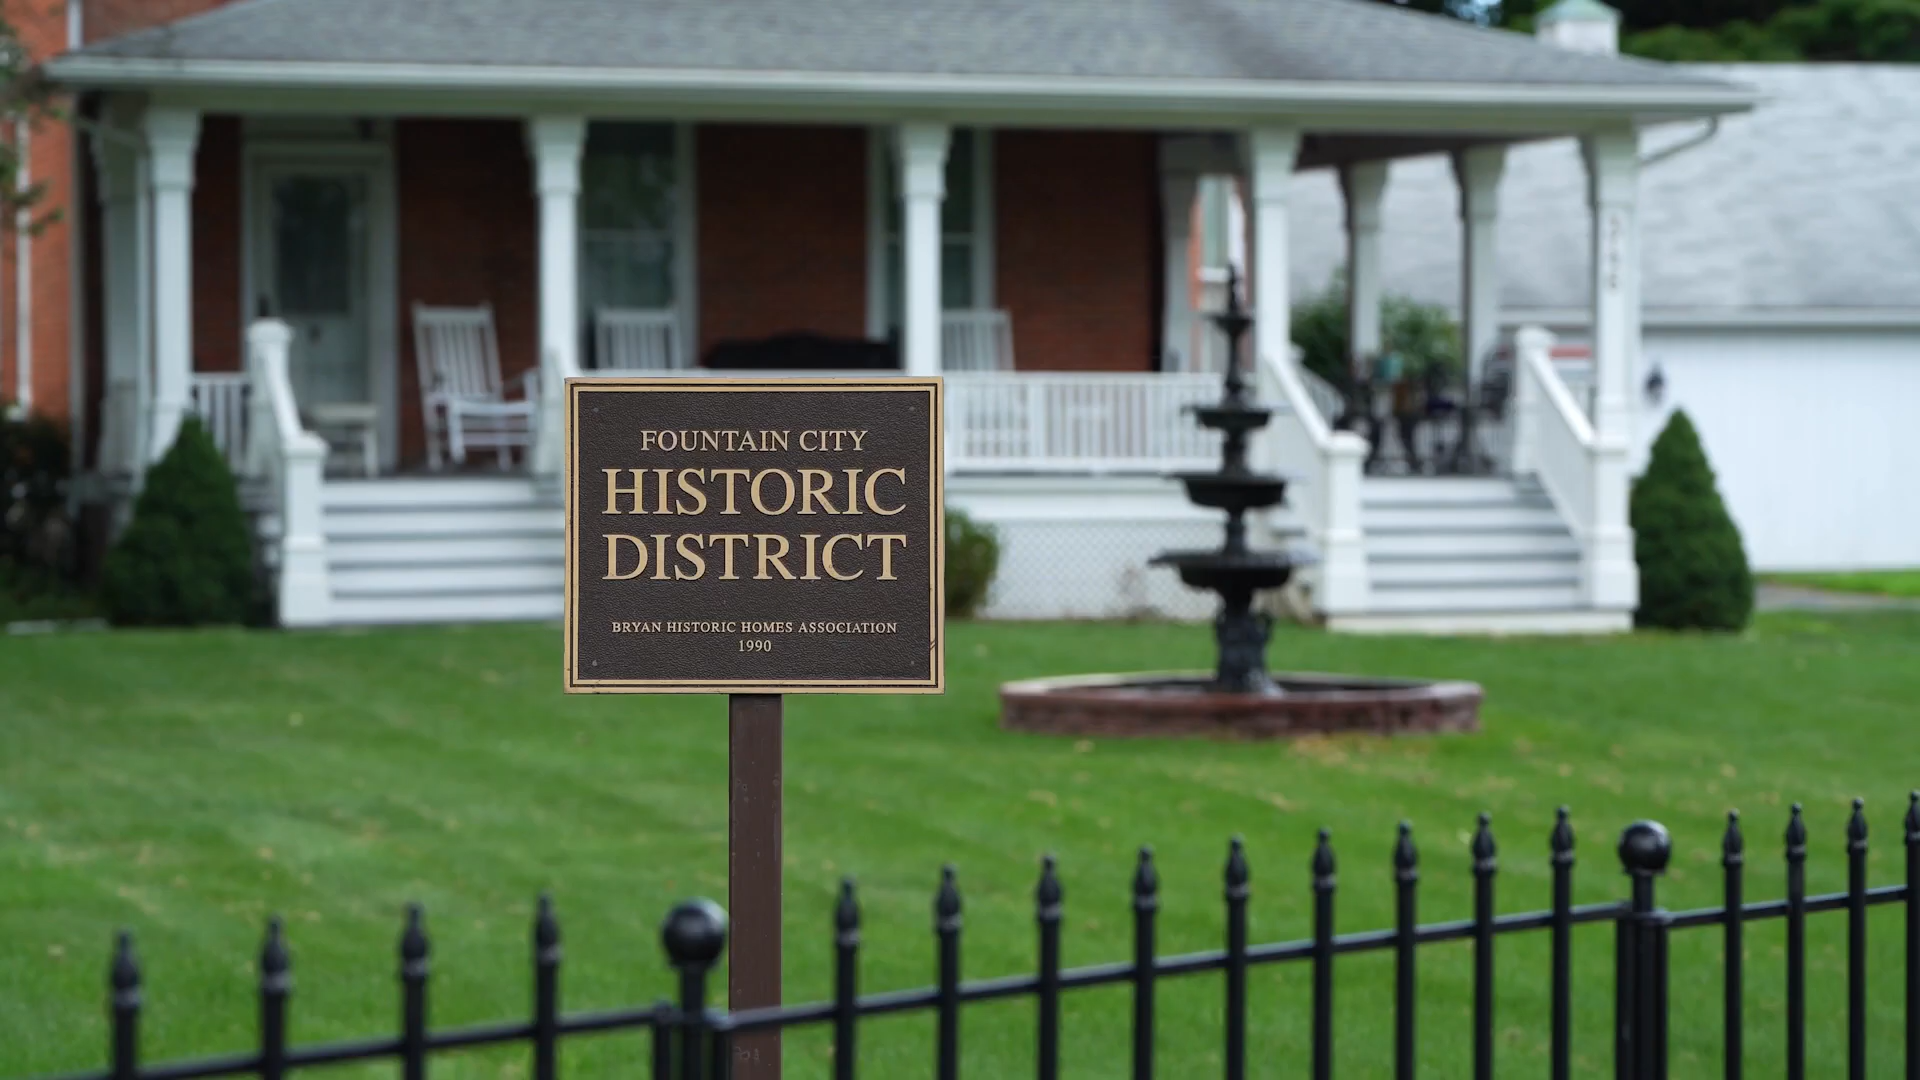 FOUNTAIN CITY
HISTORIC
DISTRICT
BRYAN HISTORIC HOMES ASSOCIATION
1990